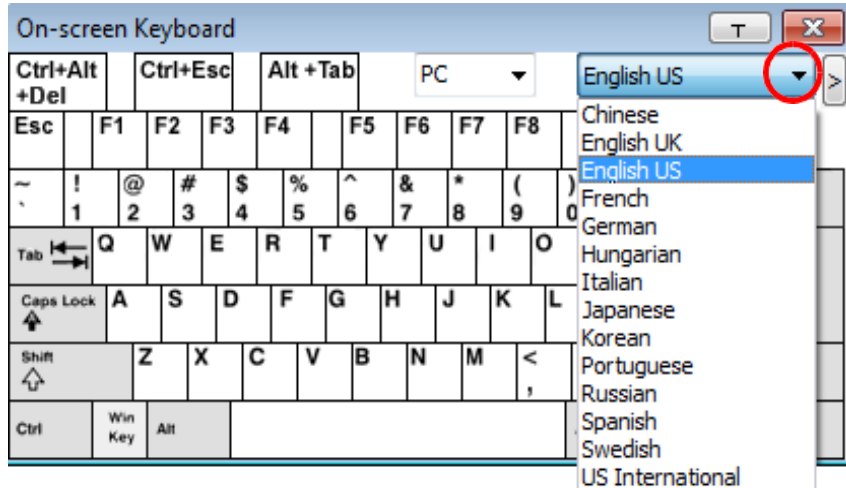 On-screen Keyboard T X
Ctrl+Alt
+Del
Ctrl+Esc
Alt +Tab
PC
English US
>
Chinese
English UK
English US
French
German
Hungarian
Italian
Japanese
Korean
Portuguese
Russian
Spanish
Swedish
US International
Esc F1 F2 F3 F4 F5 F6 F7 F8
~ ! @ # $ % ^ & * ( )
` 1 2 3 4 5 6 7 8 9 0
Tab Q W E R T Y U I O
Caps Lock A S D F G H J K L
Shift Z X C V B N M <
,
Ctrl Win Alt
Key